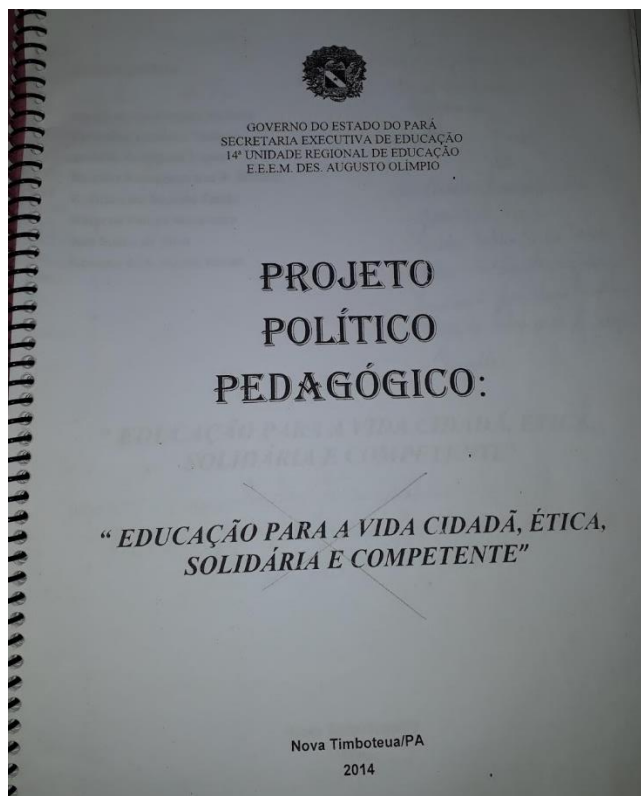 GOVERNO DO ESTADO DO PARÁ
SECRETARIA EXECUTIVA DE EDUCAÇÃO
14ª UNIDADE REGIONAL DE EDUCAÇÃO
E.E.E.M. DES. AUGUSTO OLÍMPIO
PROJETO
POLÍTICO
PEDAGÓGICO:
“ EDUCAÇÃO PARA A VIDA CIDADÃ, ÉTICA,
SOLIDÁRIA E COMPETENTE”
Nova Timboteua/PA
2014